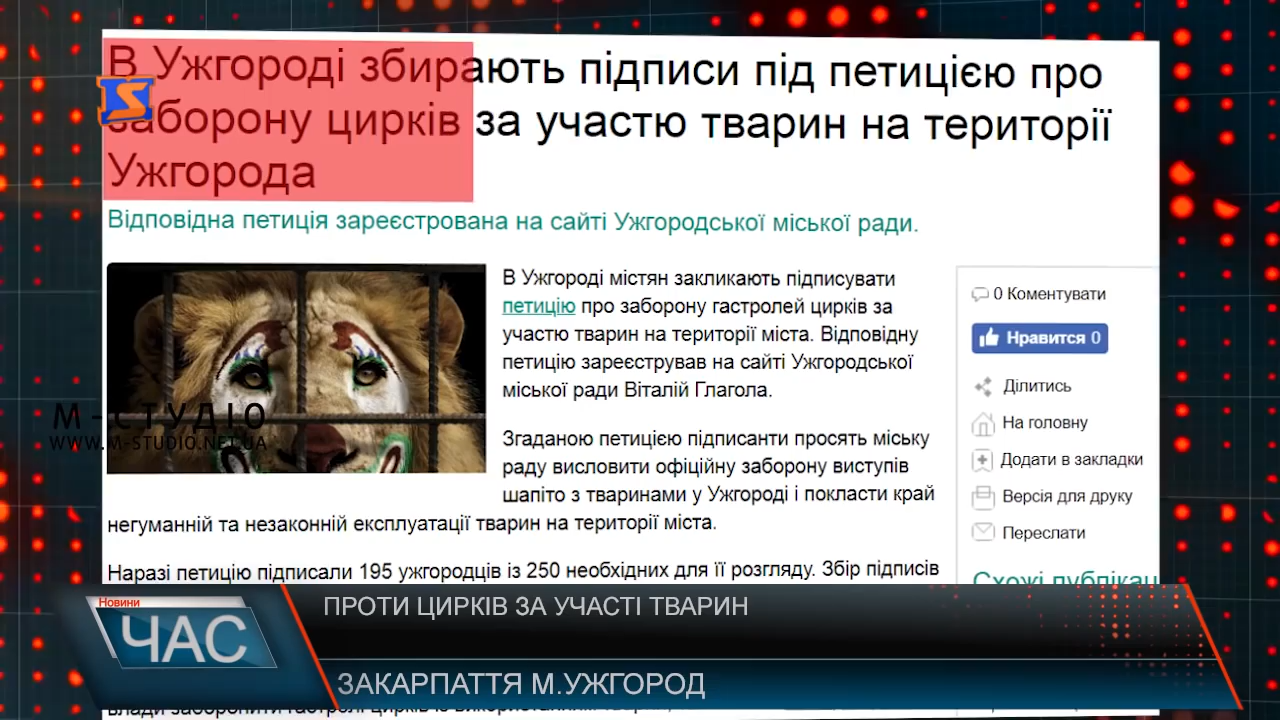 В Ужгороді збирають підписи під петицією про
заборону цирків за участю тварин на території
Ужгорода
Відповідна петиція зареєстрована на сайті Ужгородської міської ради.
В Ужгороді містян закликають підписувати
петицію про заборону гастролей цирків за
участю тварин на території міста. Відповідну
петицію зареєстрував на сайті Ужгородської
міської ради Віталій Глагола.
Згаданою петицією підписанти просять міську
раду висловити офіційну заборону виступів
шапіто з тваринами у Ужгороді і покласти край
негуманній та незаконній експлуатації тварин на території міста.
Наразі петицію підписали 195 ужгородців із 250 необхідних для її розгляду. Збір підписів
0 Коментувати
Нравится 0
Ділитись
На головну
Додати в закладки
Версія для друку
Переслати
Схожі публікац
М-СТУДІО
WWW.M-STUDIO.NET.UA
Новини
ЧАС
ПРОТИ ЦИРКІВ ЗА УЧАСТІ ТВАРИН
ЗАКАРПАТТЯ М.УЖГОРОД